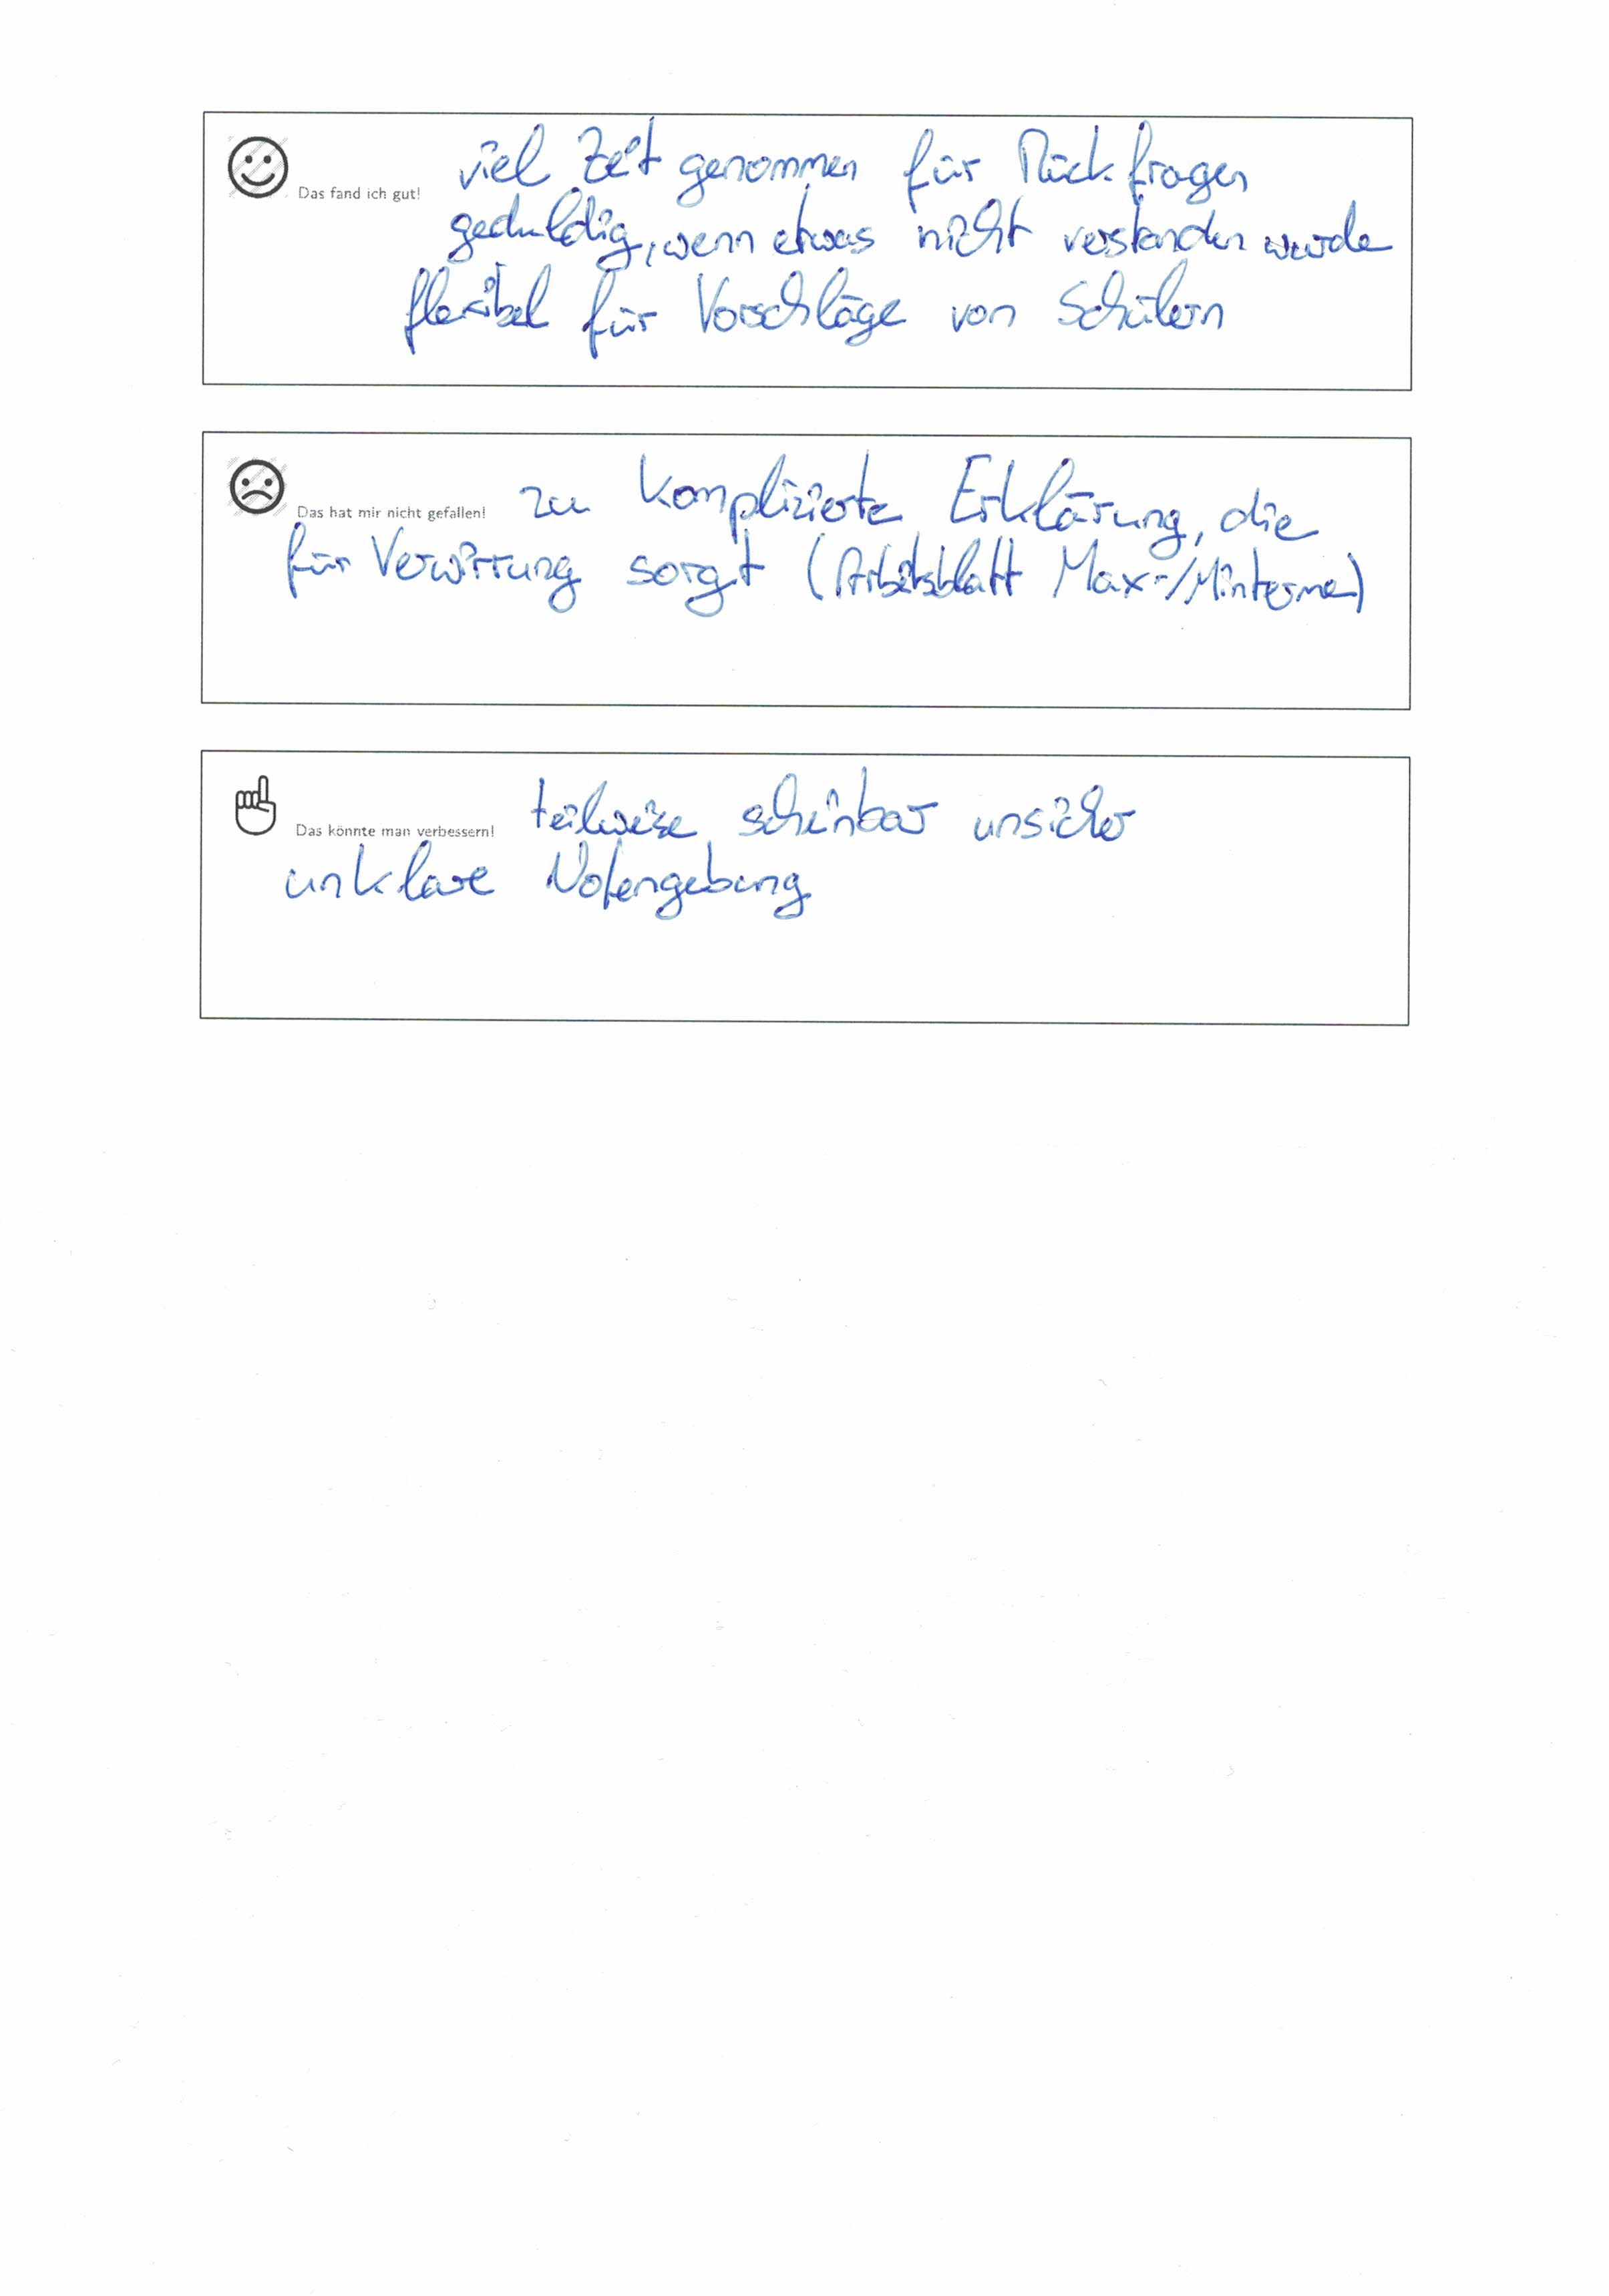 Das fand ich gut! viel Zeit genommen für Rückfragen
geduldig, wenn etwas nicht verstanden wurde
flexibel für Vorschläge von Schülern
Das hat mir nicht gefallen! zu komplizierte Erklärung, die
für Verwirrung sorgt (Arbeitsblatt Max-/Minterme)
Das könnte man verbessern! teilweise scheinbar unsicher
unklare Notengebung